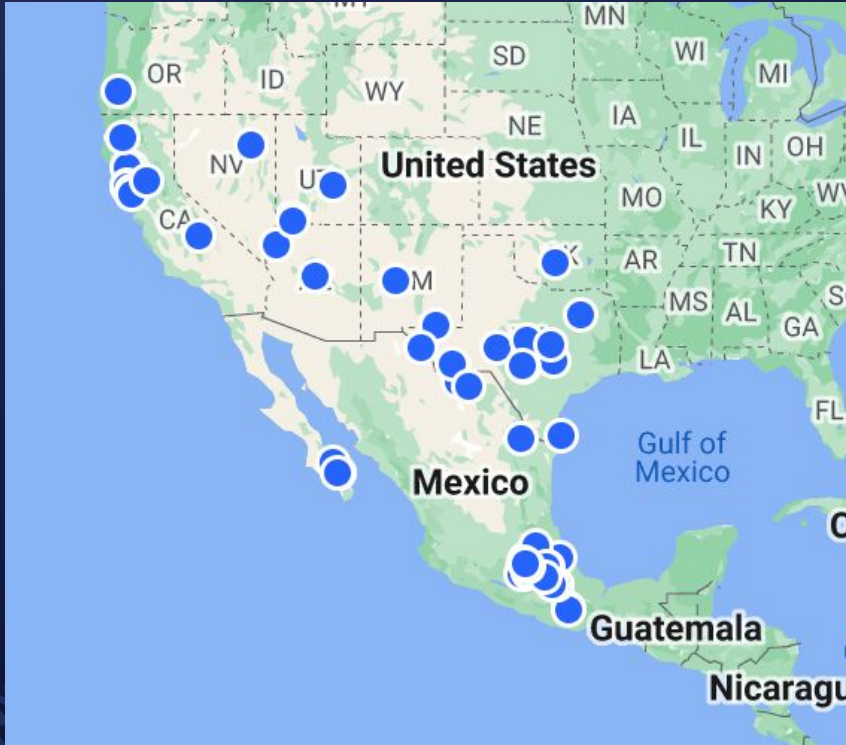 MN
OR
ID
SD
WI
MI
WY
NE
IA
IL
IN
OH
NV
United States
MO
KY
WV
CA
TN
AR
MS
AL
GA
LA
FL
Gulf of
Mexico
Mexico
Guatemala